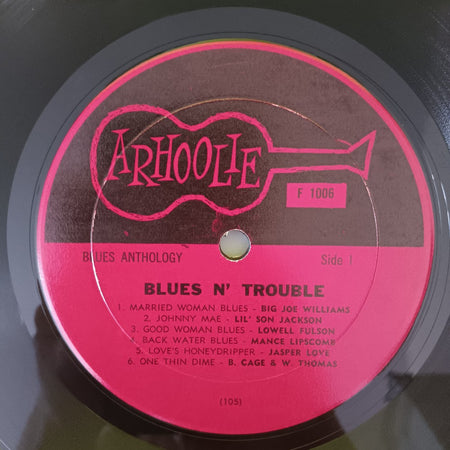 ARHOOLIE
F 1006
BLUES ANTHOLOGY Side 1
BLUES N' TROUBLE
1. MARRIED WOMAN BLUES - BIG JOE WILLIAMS
2. JOHNNY MAE - LIL' SON JACKSON
3. GOOD WOMAN BLUES - LOWELL FULSON
4. BACK WATER BLUES - MANCE LIPSCOMB
5. LOVE'S HONEYDRIPPER - JASPER LOVE
6. ONE THIN DIME - B. CAGE & W. THOMAS
(105)